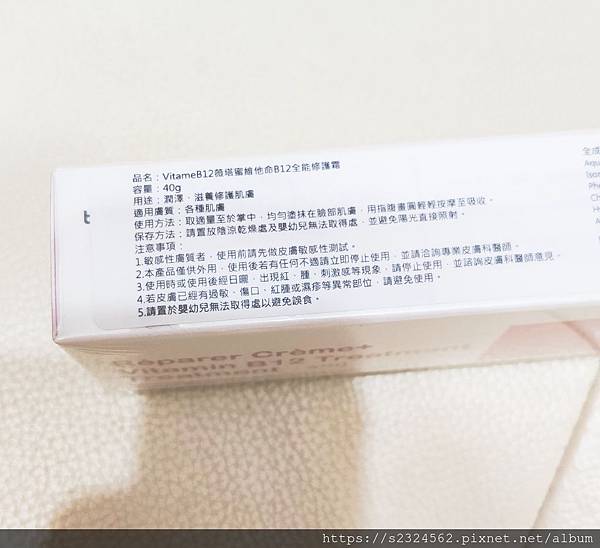 品名：VitameB12薇塔蜜維他命B12全能修護霜
容量：40g
用途：潤澤，滋養修護肌膚
適用膚質：各種肌膚
使用方法：取適量至於掌中，均勻塗抹在臉部肌膚，用指腹畫圓輕輕按摩至吸收。
保存方法：請置放陰涼乾燥處及嬰幼兒無法取得處，並避免陽光直接照射。
注意事項：
1.敏感性膚質者，使用前請先做皮膚敏感性測試。
2.本產品僅供外用，使用後若有任何不適請立即停止使用，並請洽詢專業皮膚科醫師。
3.使用時或使用後經日曬，出現紅，腫，刺激感等現象，請停止使用，並諮詢皮膚科醫師意見。
4.若皮膚已經有過敏、傷口、紅腫或濕疹等異常部位，請避免使用。
5.請置於嬰幼兒無法取得處以避免誤食。
全成
Aqu
Ison
Phe
Ch
Réparer Crème+
Vitamin B12 Treatment
Treatment
https://s2324562.pixnet.net/album